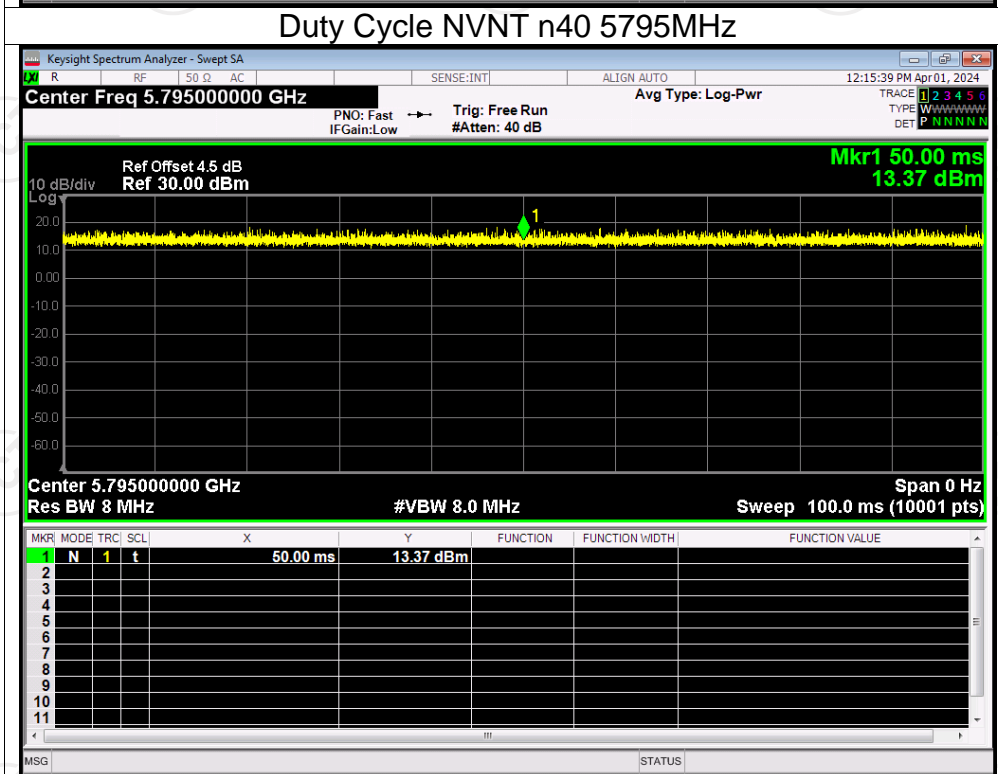 Duty Cycle NVNT n40 5795MHz
Keysight Spectrum Analyzer - Swept SA
LXI R RF 50 Ω AC SENSE:INT ALIGN AUTO 12:15:39 PM Apr 01, 2024
Center Freq 5.795000000 GHz Avg Type: Log-Pwr TRACE 1 2 3 4 5 6
PNO: Fast Trig: Free Run TYPE WWWWWW
IFGain:Low #Atten: 40 dB DET P N N N N N
Mkr1 50.00 ms
Ref Offset 4.5 dB
10 dB/div Ref 30.00 dBm 13.37 dBm
Log
1
20.0
10.0
0.00
-10.0
-20.0
-30.0
-40.0
-50.0
-60.0
Center 5.795000000 GHz Span 0 Hz
Res BW 8 MHz #VBW 8.0 MHz Sweep 100.0 ms (10001 pts)
MKR MODE TRC SCL X Y FUNCTION FUNCTION WIDTH FUNCTION VALUE
1 N 1 t 50.00 ms 13.37 dBm
2
3
4
5
6
7
8
9
10
11
MSG STATUS